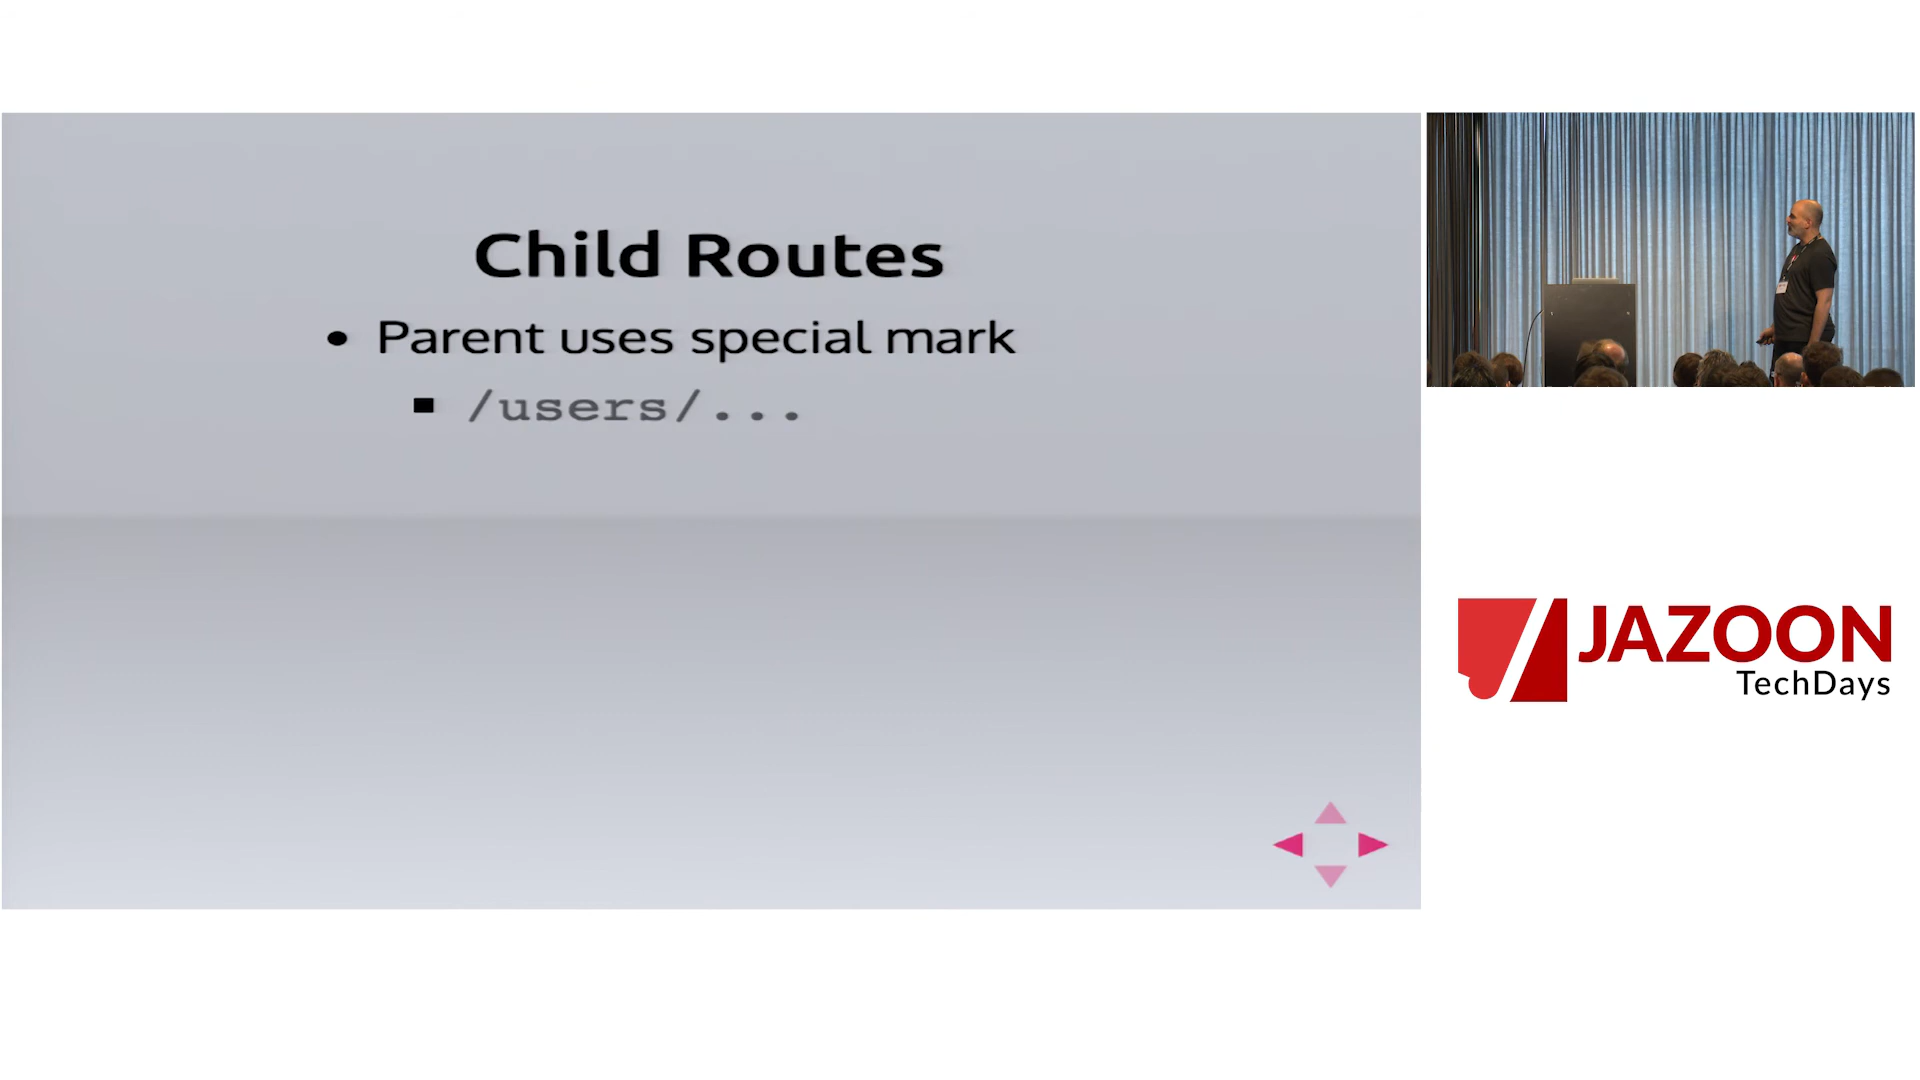 Child Routes
• Parent uses special mark
▪ /users/...
JAZOON
TechDays